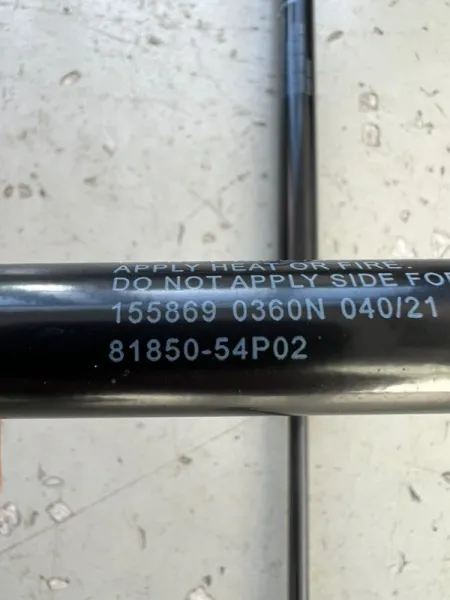 APPLY HEAT OR FIRE.
DO NOT APPLY SIDE FOR
155869 0360N 040/21
81850-54P02